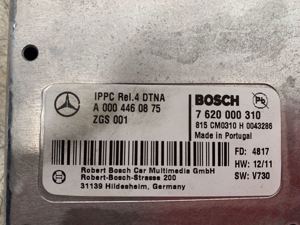 IPPC Rel.4 DTNA
A 000 446 08 75
ZGS 001
BOSCH
Pb
7 620 000 310
815 CM0310 H 0043286
Made in Portugal
FD: 4817
HW: 12/11
SW: V730
Robert Bosch Car Multimedia GmbH
Robert-Bosch-Strasse 200
31139 Hildesheim, Germany